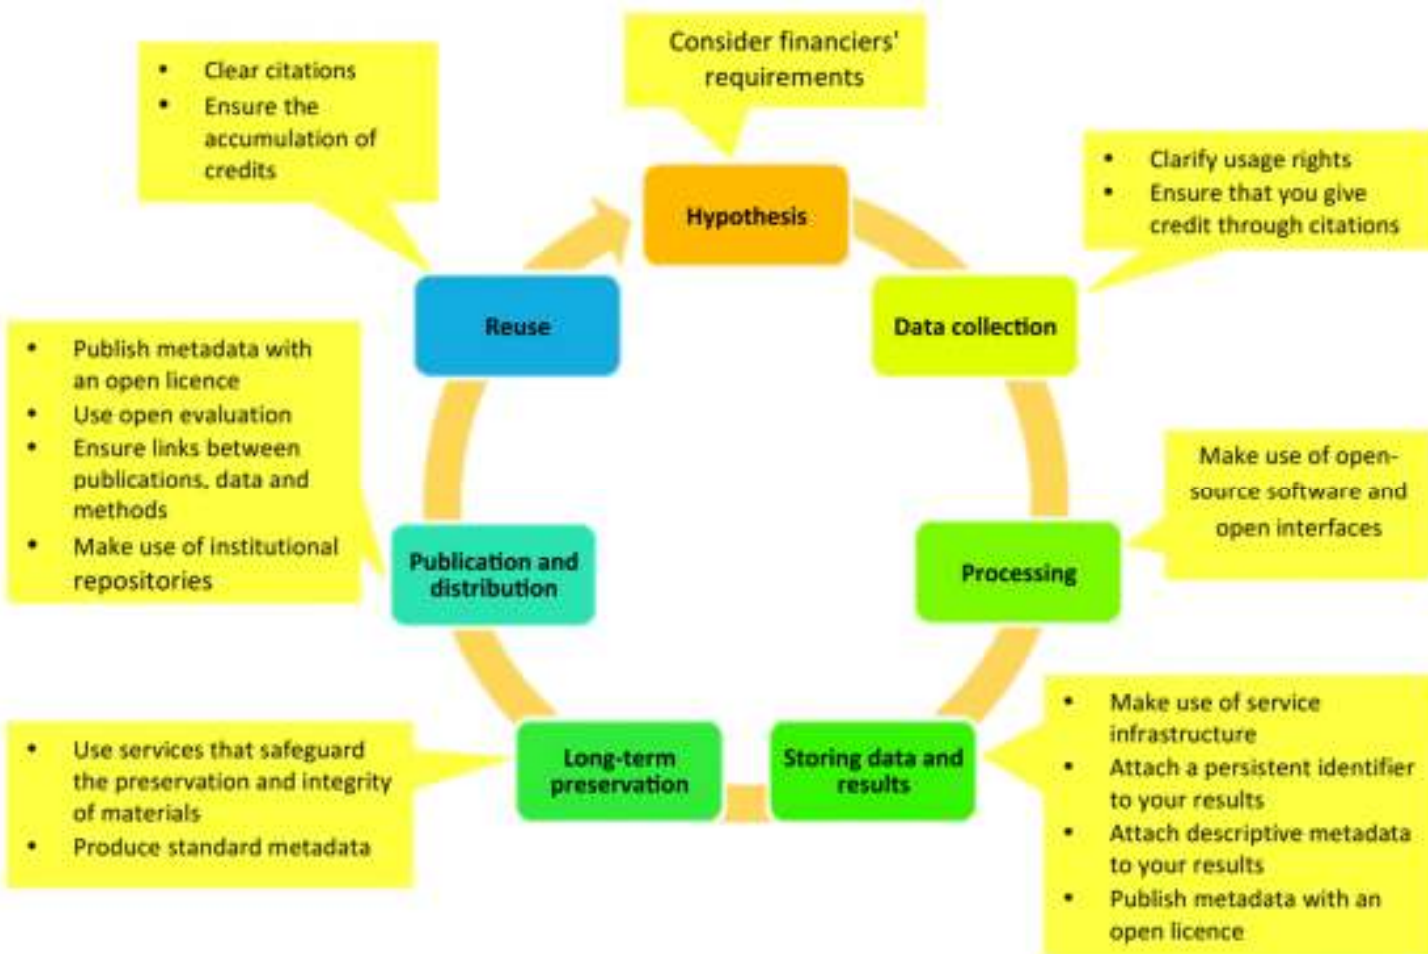 Consider financiers'
requirements
Hypothesis
• Clarify usage rights
• Ensure that you give
credit through citations
Data collection
Make use of open-
source software and
open interfaces
Processing
• Make use of service
infrastructure
• Attach a persistent identifier
to your results
• Attach descriptive metadata
to your results
• Publish metadata with an
open licence
Storing data and
results
• Use services that safeguard
the preservation and integrity
of materials
• Produce standard metadata
Long-term
preservation
• Publish metadata with
an open licence
• Use open evaluation
• Ensure links between
publications, data and
methods
• Make use of institutional
repositories
Publication and
distribution
• Clear citations
• Ensure the
accumulation of
credits
Reuse